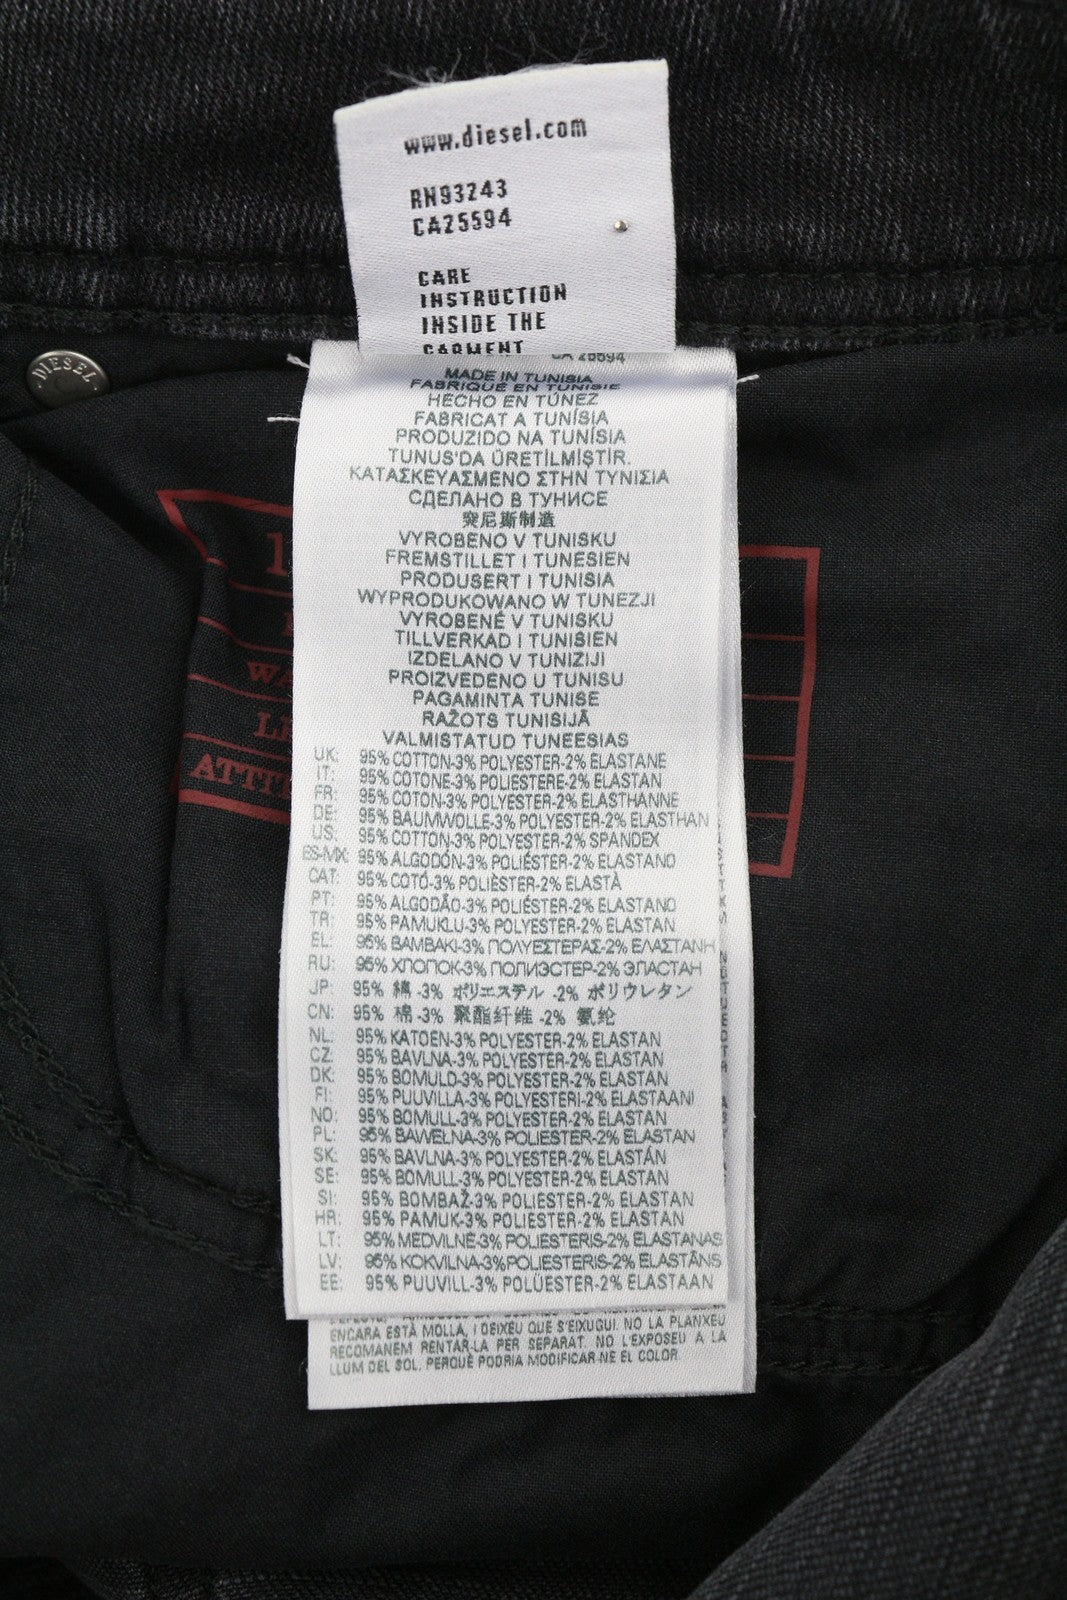 www.diesel.com
RN93243
CA25594
CARE
INSTRUCTION
INSIDE THE
GARMENT
CA 25594
MADE IN TUNISIA
FABRIQUE EN TUNISIE
HECHO EN TÚNEZ
FABRICAT A TUNÍSIA
PRODUZIDO NA TUNÍSIA
TUNUS'DA ÜRETİLMİŞTİR.
ΚΑΤΑΣΚΕΥΑΣΜΕΝΟ ΣΤΗΝ ΤΥΝΙΣΙΑ
СДЕЛАНО В ТУНИСЕ
突尼斯制造
VYROBENO V TUNISKU
FREMSTILLET I TUNESIEN
PRODUSERT I TUNISIA
WYPRODUKOWANO W TUNEZJI
VYROBENÉ V TUNISKU
TILLVERKAD I TUNISIEN
IZDELANO V TUNIZIJI
PROIZVEDENO U TUNISU
PAGAMINTA TUNISE
RAŽOTS TUNISIJĀ
VALMISTATUD TUNEESIAS
UK: 95% COTTON-3% POLYESTER-2% ELASTANE
IT: 95% COTONE-3% POLIESTERE-2% ELASTAN
FR: 95% COTON-3% POLYESTER-2% ELASTHANNE
DE: 95% BAUMWOLLE-3% POLYESTER-2% ELASTHAN
US: 95% COTTON-3% POLYESTER-2% SPANDEX
ES-MX: 95% ALGODÓN-3% POLIÉSTER-2% ELASTANO
CAT: 95% COTÓ-3% POLIÈSTER-2% ELASTÀ
PT: 95% ALGODÃO-3% POLIÉSTER-2% ELASTANO
TR: 95% PAMUKLU-3% POLYESTER-2% ELASTAN
EL: 95% ΒΑΜΒΑΚΙ-3% ΠΟΛΥΕΣΤΕΡΑΣ-2% ΕΛΑΣΤΑΝΗ
RU: 95% ХЛОПОК-3% ПОЛИЭСТЕР-2% ЭЛАСТАН
JP: 95% 綿 -3% ポリエステル -2% ポリウレタン
CN: 95% 棉 -3% 聚酯纤维 -2% 氨纶
NL: 95% KATOEN-3% POLYESTER-2% ELASTAN
CZ: 95% BAVLNA-3% POLYESTER-2% ELASTAN
DK: 95% BOMULD-3% POLYESTER-2% ELASTAN
FI: 95% PUUVILLA-3% POLYESTERI-2% ELASTAANI
NO: 95% BOMULL-3% POLYESTER-2% ELASTAN
PL: 95% BAWEŁNA-3% POLIESTER-2% ELASTAN
SK: 95% BAVLNA-3% POLYESTER-2% ELASTÁN
SE: 95% BOMULL-3% POLYESTER-2% ELASTAN
SI: 95% BOMBAŽ-3% POLIESTER-2% ELASTAN
HR: 95% PAMUK-3% POLIESTER-2% ELASTAN
LT: 95% MEDVILNĖ-3% POLIESTERIS-2% ELASTANAS
LV: 95% KOKVILNA-3% POLIESTERIS-2% ELASTĀNS
EE: 95% PUUVILL-3% POLÜESTER-2% ELASTAAN
ENCARA ESTÀ MOLLA, I DEIXEU QUE S'EIXUGUI. NO LA PLANXEU
RECOMANEM RENTAR-LA PER SEPARAT. NO L'EXPOSEU A LA
LLUM DEL SOL, PERQUÈ PODRIA MODIFICAR-NE EL COLOR.
DIESEL